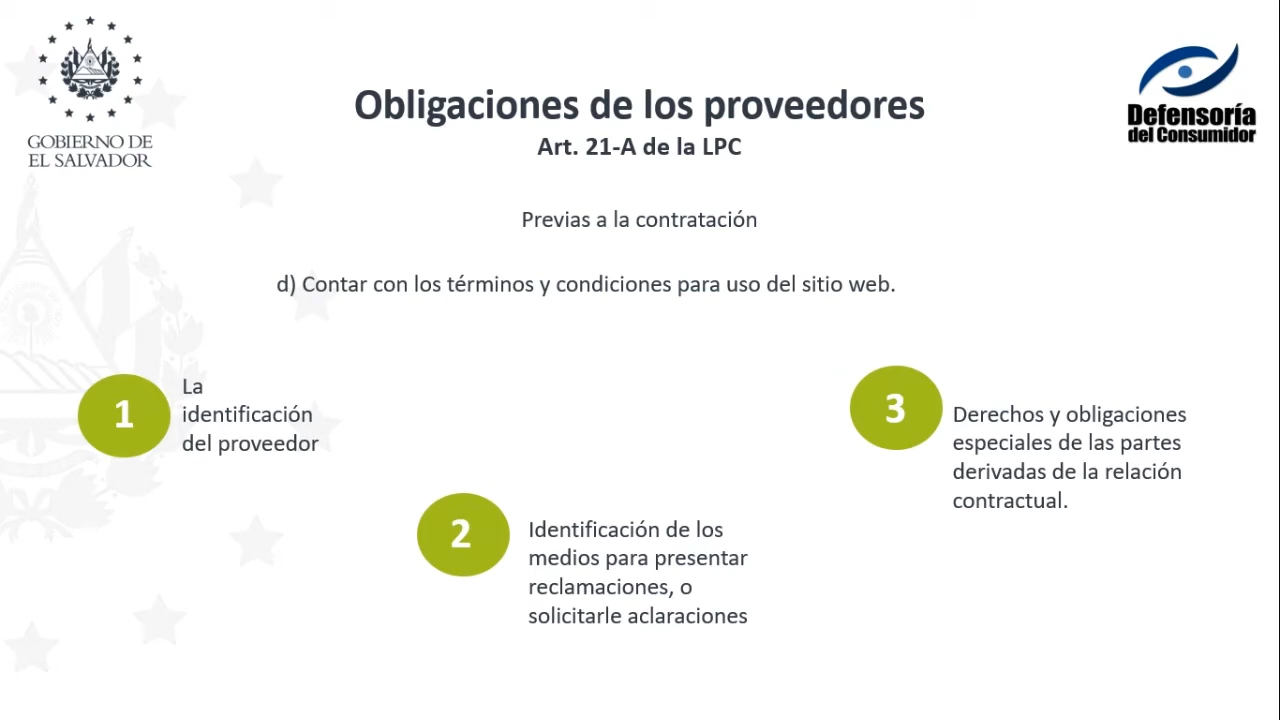 GOBIERNO DE
EL SALVADOR
Defensoría
del Consumidor
Obligaciones de los proveedores
Art. 21-A de la LPC
Previas a la contratación
d) Contar con los términos y condiciones para uso del sitio web.
1
La
identificación
del proveedor
2
Identificación de los
medios para presentar
reclamaciones, o
solicitarle aclaraciones
3
Derechos y obligaciones
especiales de las partes
derivadas de la relación
contractual.